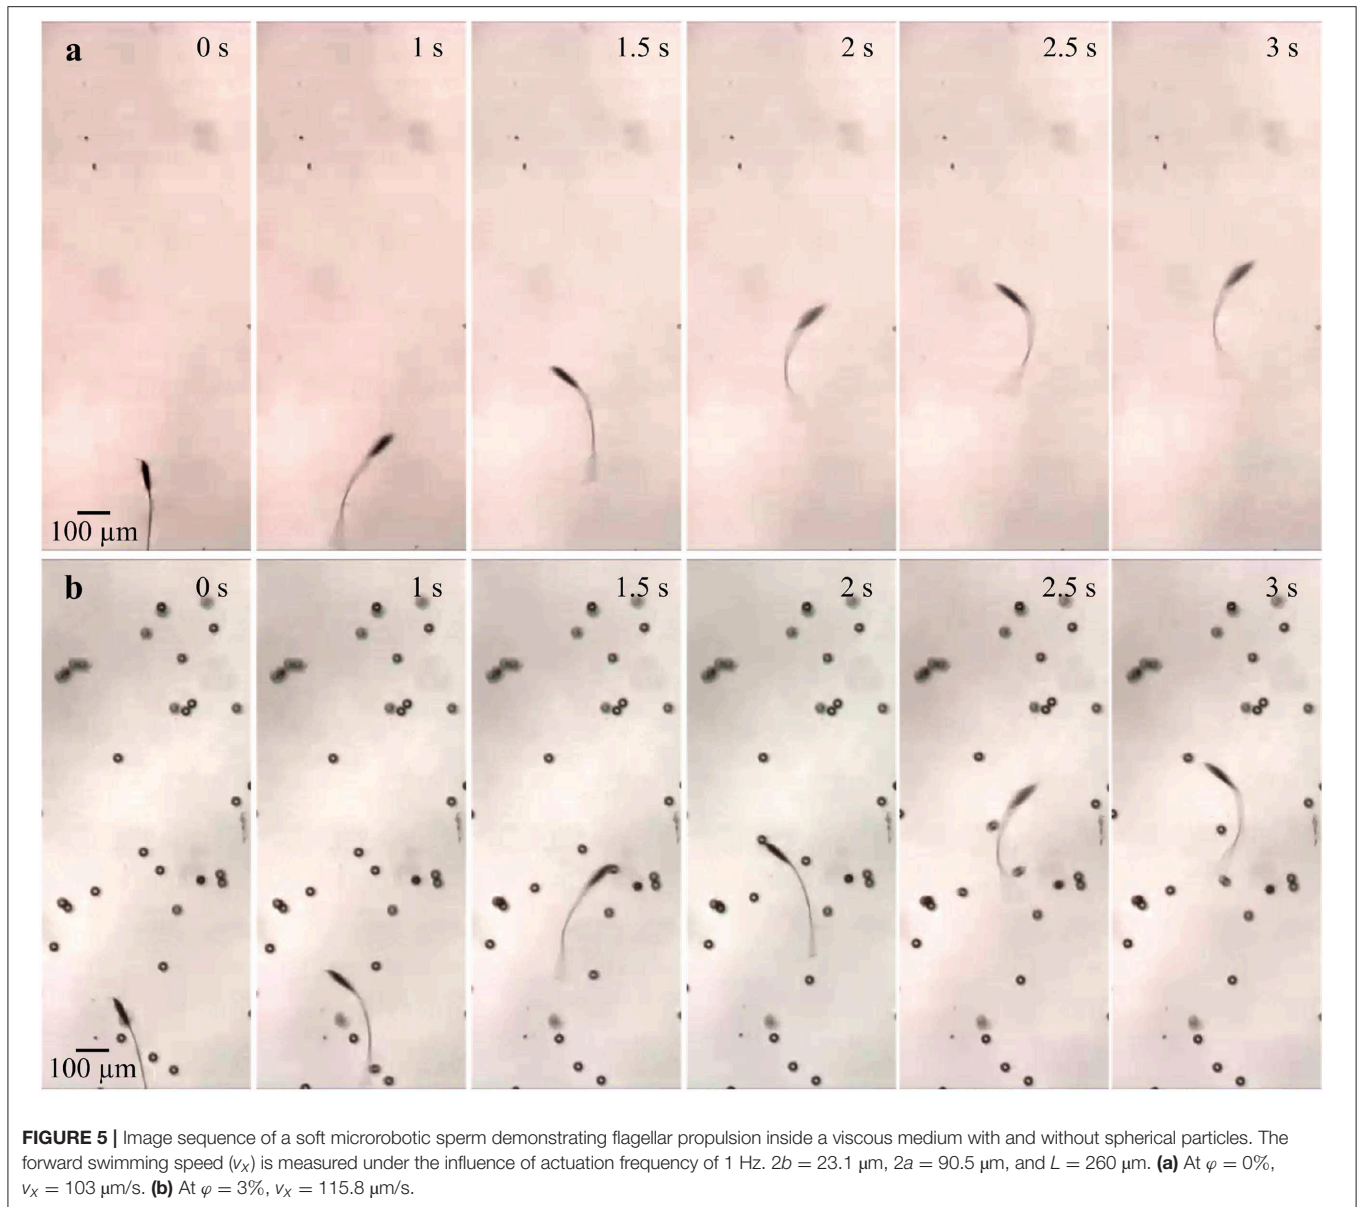 a
0 s
1 s
1.5 s
2 s
2.5 s
3 s
100 µm
b
0 s
1 s
1.5 s
2 s
2.5 s
3 s
100 µm
FIGURE 5 | Image sequence of a soft microrobotic sperm demonstrating flagellar propulsion inside a viscous medium with and without spherical particles. The
forward swimming speed (vₓ) is measured under the influence of actuation frequency of 1 Hz. 2b = 23.1 µm, 2a = 90.5 µm, and L = 260 µm. (a) At φ = 0%,
vₓ = 103 µm/s. (b) At φ = 3%, vₓ = 115.8 µm/s.